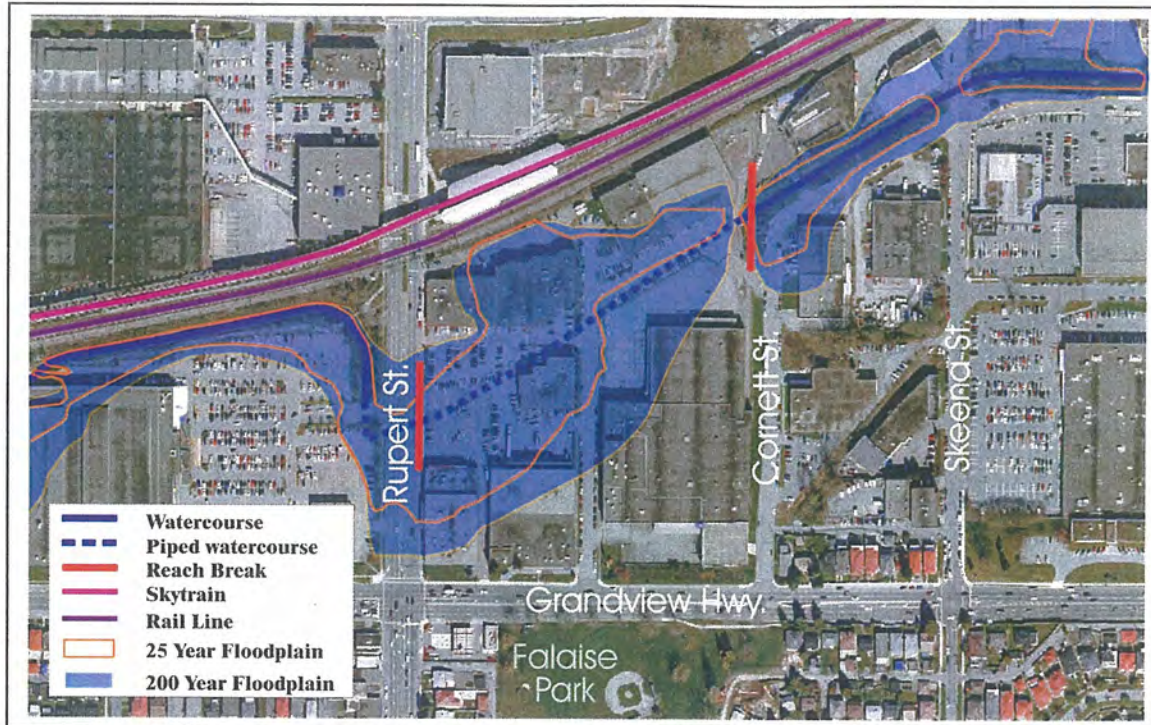 Rupert St.
Cornett St.
Skeena St.
Watercourse
Piped watercourse
Reach Break
Skytrain
Rail Line
25 Year Floodplain
200 Year Floodplain
Grandview Hwy.
Falaise
Park